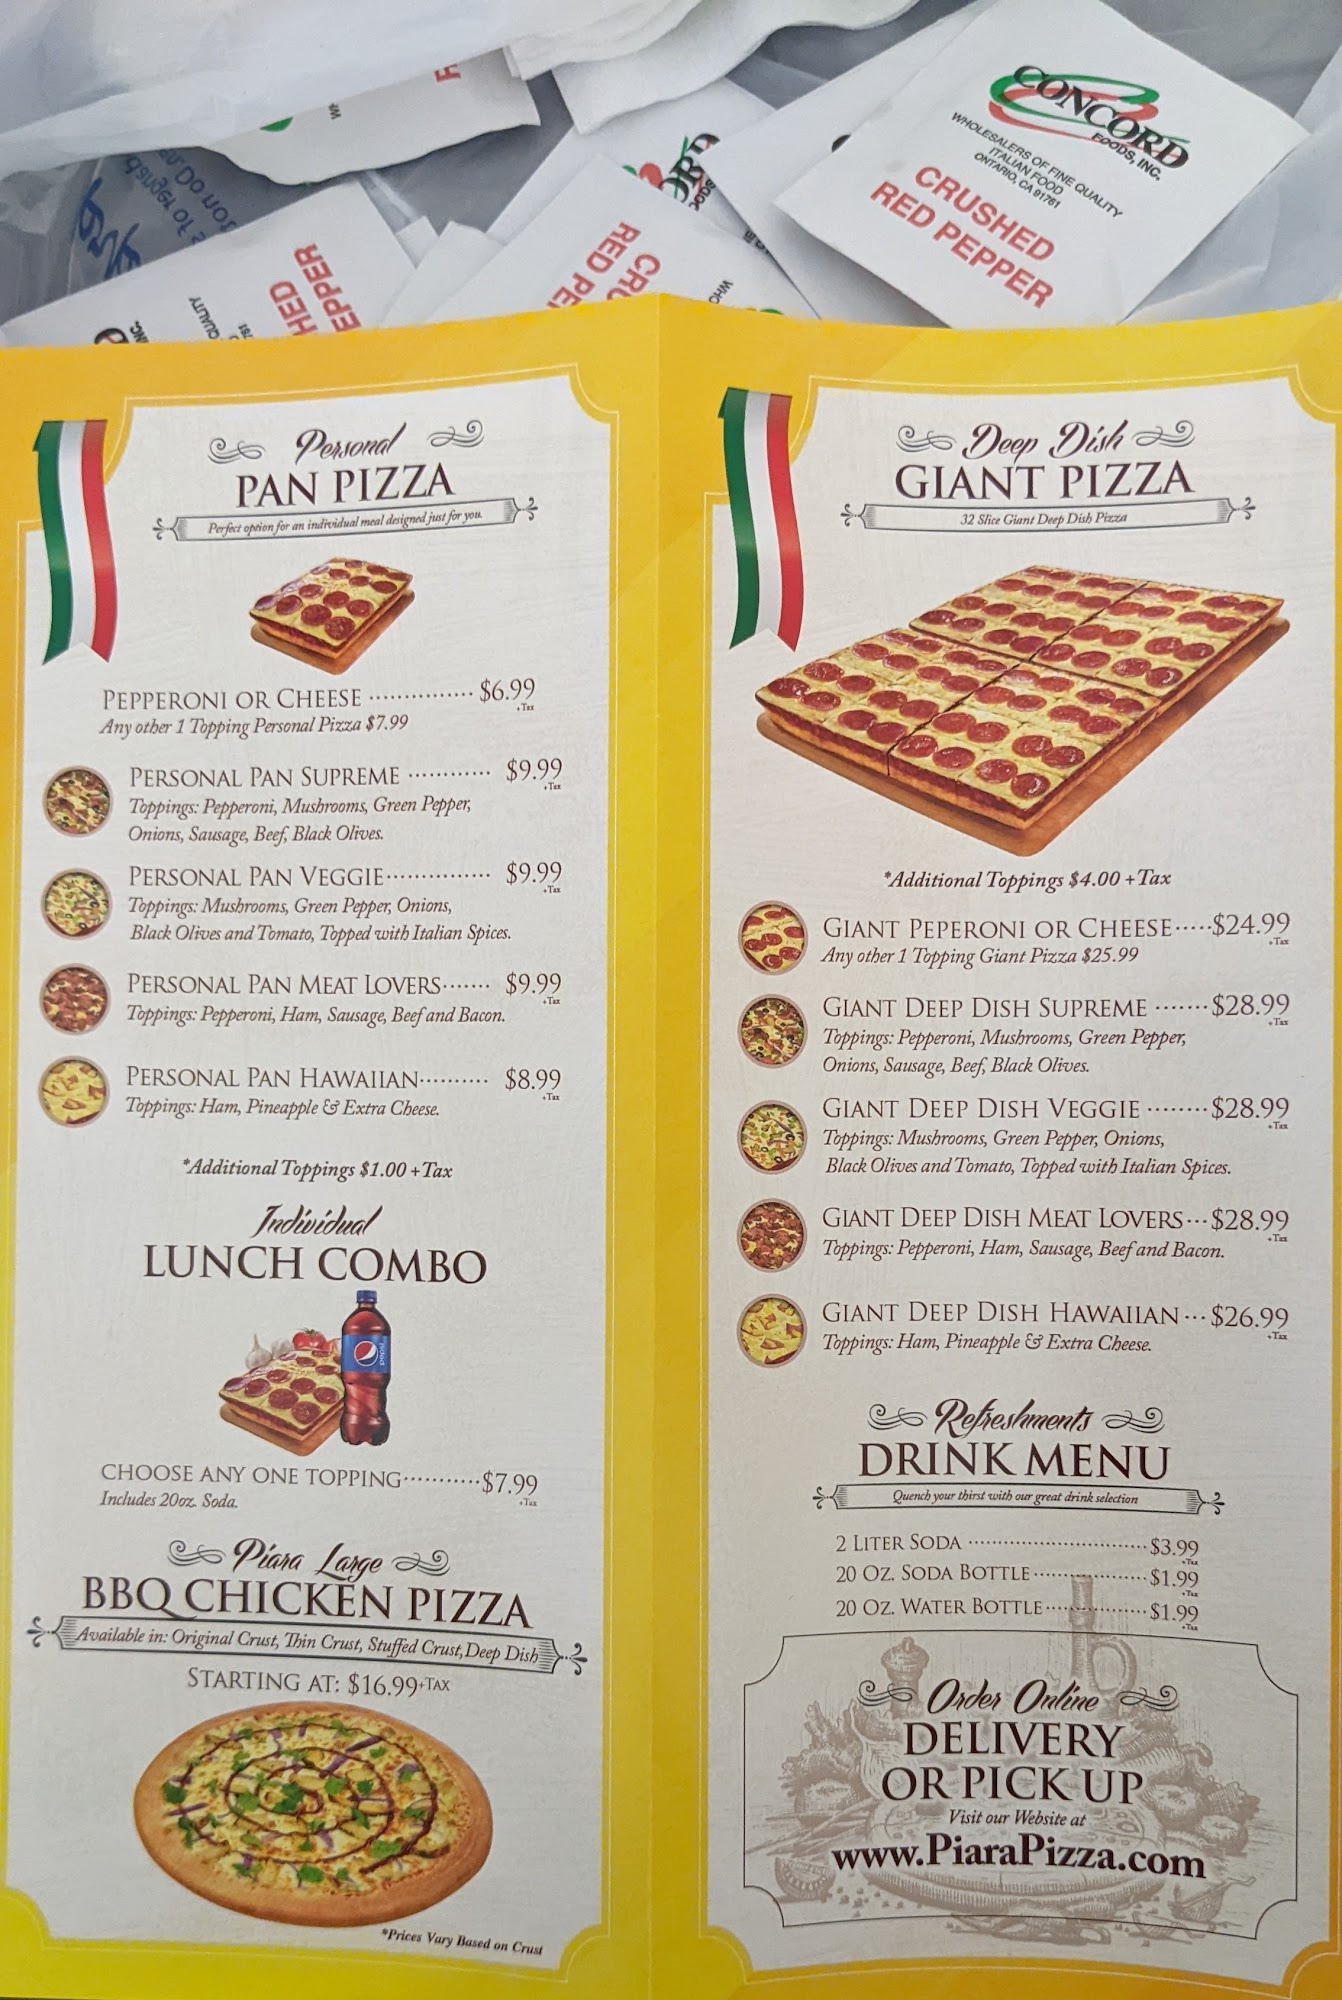 CONCORD
FOODS, INC.
WHOLESALERS OF FINE QUALITY
ITALIAN FOOD
ONTARIO, CA 91761
CRUSHED
RED PEPPER
Personal
PAN PIZZA
Perfect option for an individual meal designed just for you.
PEPPERONI OR CHEESE ............... $6.99
+Tax
Any other 1 Topping Personal Pizza $7.99
PERSONAL PAN SUPREME ............. $9.99
+Tax
Toppings: Pepperoni, Mushrooms, Green Pepper,
Onions, Sausage, Beef, Black Olives.
PERSONAL PAN VEGGIE................ $9.99
+Tax
Toppings: Mushrooms, Green Pepper, Onions,
Black Olives and Tomato, Topped with Italian Spices.
PERSONAL PAN MEAT LOVERS....... $9.99
+Tax
Toppings: Pepperoni, Ham, Sausage, Beef and Bacon.
PERSONAL PAN HAWAIIAN.......... $8.99
+Tax
Toppings: Ham, Pineapple & Extra Cheese.
*Additional Toppings $1.00 +Tax
Individual
LUNCH COMBO
pepsi
CHOOSE ANY ONE TOPPING...........$7.99
+Tax
Includes 20oz. Soda.
Piara Large
BBQ CHICKEN PIZZA
Available in: Original Crust, Thin Crust, Stuffed Crust, Deep Dish
STARTING AT: $16.99+TAX
*Prices Vary Based on Crust
Deep Dish
GIANT PIZZA
32 Slice Giant Deep Dish Pizza
*Additional Toppings $4.00 +Tax
GIANT PEPERONI OR CHEESE.....$24.99
+Tax
Any other 1 Topping Giant Pizza $25.99
GIANT DEEP DISH SUPREME .......$28.99
+Tax
Toppings: Pepperoni, Mushrooms, Green Pepper,
Onions, Sausage, Beef, Black Olives.
GIANT DEEP DISH VEGGIE ........$28.99
+Tax
Toppings: Mushrooms, Green Pepper, Onions,
Black Olives and Tomato, Topped with Italian Spices.
GIANT DEEP DISH MEAT LOVERS...$28.99
+Tax
Toppings: Pepperoni, Ham, Sausage, Beef and Bacon.
GIANT DEEP DISH HAWAIIAN...$26.99
+Tax
Toppings: Ham, Pineapple & Extra Cheese.
Refreshments
DRINK MENU
Quench your thirst with our great drink selection
2 LITER SODA ..............................$3.99
+Tax
20 OZ. SODA BOTTLE...................$1.99
+Tax
20 OZ. WATER BOTTLE.................$1.99
+Tax
Order Online
DELIVERY
OR PICK UP
Visit our Website at
www.PiaraPizza.com